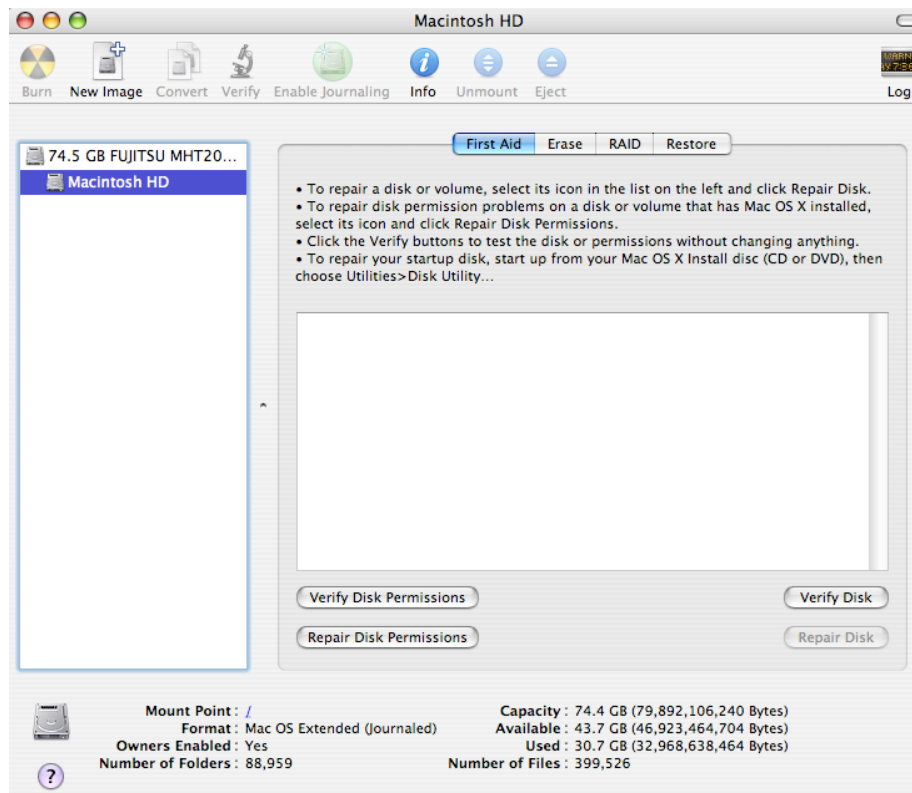 Macintosh HD
Burn New Image Convert Verify Enable Journaling Info Unmount Eject Log
74.5 GB FUJITSU MHT20...
Macintosh HD
First Aid Erase RAID Restore
• To repair a disk or volume, select its icon in the list on the left and click Repair Disk.
• To repair disk permission problems on a disk or volume that has Mac OS X installed,
select its icon and click Repair Disk Permissions.
• Click the Verify buttons to test the disk or permissions without changing anything.
• To repair your startup disk, start up from your Mac OS X Install disc (CD or DVD), then
choose Utilities>Disk Utility...
Verify Disk Permissions Verify Disk
Repair Disk Permissions Repair Disk
Mount Point : / Capacity : 74.4 GB (79,892,106,240 Bytes)
Format : Mac OS Extended (Journaled) Available : 43.7 GB (46,923,464,704 Bytes)
Owners Enabled : Yes Used : 30.7 GB (32,968,638,464 Bytes)
Number of Folders : 88,959 Number of Files : 399,526
?